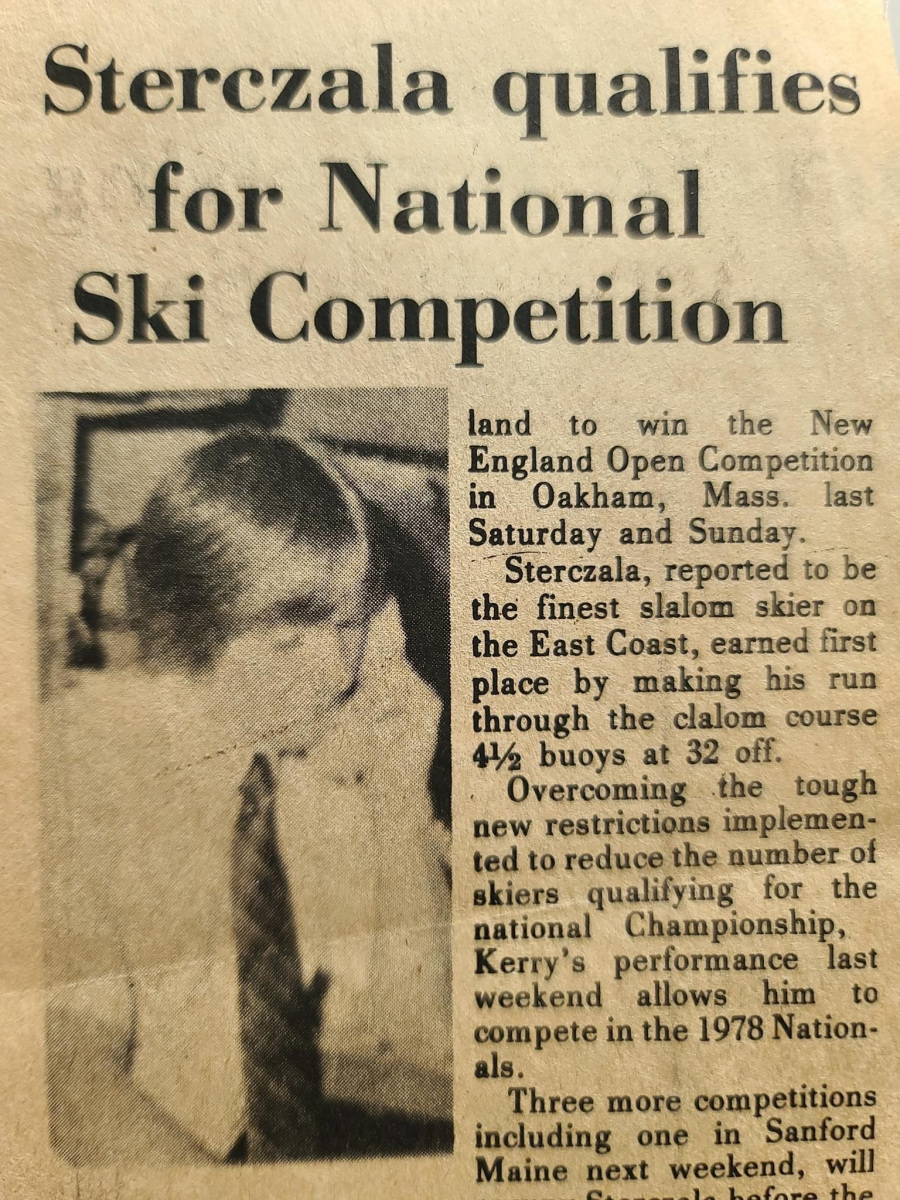 Sterczala qualifies
for National
Ski Competition
land to win the New
England Open Competition
in Oakham, Mass. last
Saturday and Sunday.
Sterczala, reported to be
the finest slalom skier on
the East Coast, earned first
place by making his run
through the clalom course
4½ buoys at 32 off.
Overcoming the tough
new restrictions implemen-
ted to reduce the number of
skiers qualifying for the
national Championship,
Kerry's performance last
weekend allows him to
compete in the 1978 Nation-
als.
Three more competitions
including one in Sanford
Maine next weekend, will
Sterczala before the